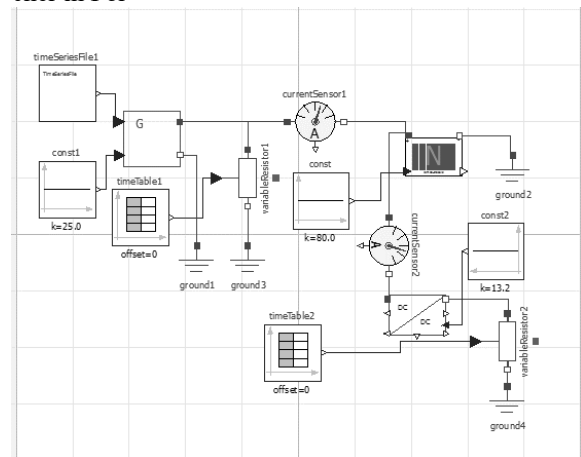 timeSeriesFile1
TimeSeriesFile
G
const1
k=25.0
timeTable1
offset=0
ground1
variableResistor1
ground3
currentSensor1
A
const
k=80.0
N
ground2
currentSensor2
A
const2
k=13.2
DC
DC
timeTable2
offset=0
variableResistor2
ground4